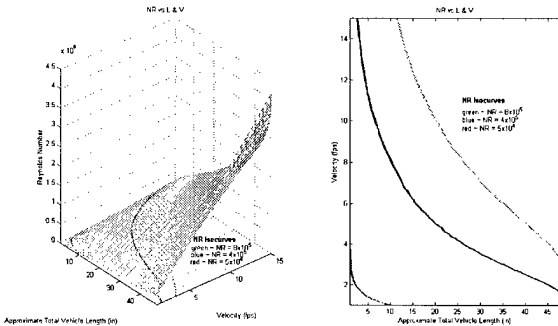 NR vs L & V
x 10^6
4.5
4
3.5
3
2.5
2
1.5
1
0.5
0
Reynolds Number
NR Isocurves
green - NR = 8x10^5
blue - NR = 4x10^5
red - NR = 5x10^4
10
20
30
40
5
10
15
Velocity (fps)
Approximate Total Vehicle Length (in)
NR vs L & V
14
12
10
8
6
4
2
Velocity (fps)
NR Isocurves
green - NR = 8x10^5
blue - NR = 4x10^5
red - NR = 5x10^4
5 10 15 20 25 30 35 40 45
Approximate Total Vehicle Length (in)